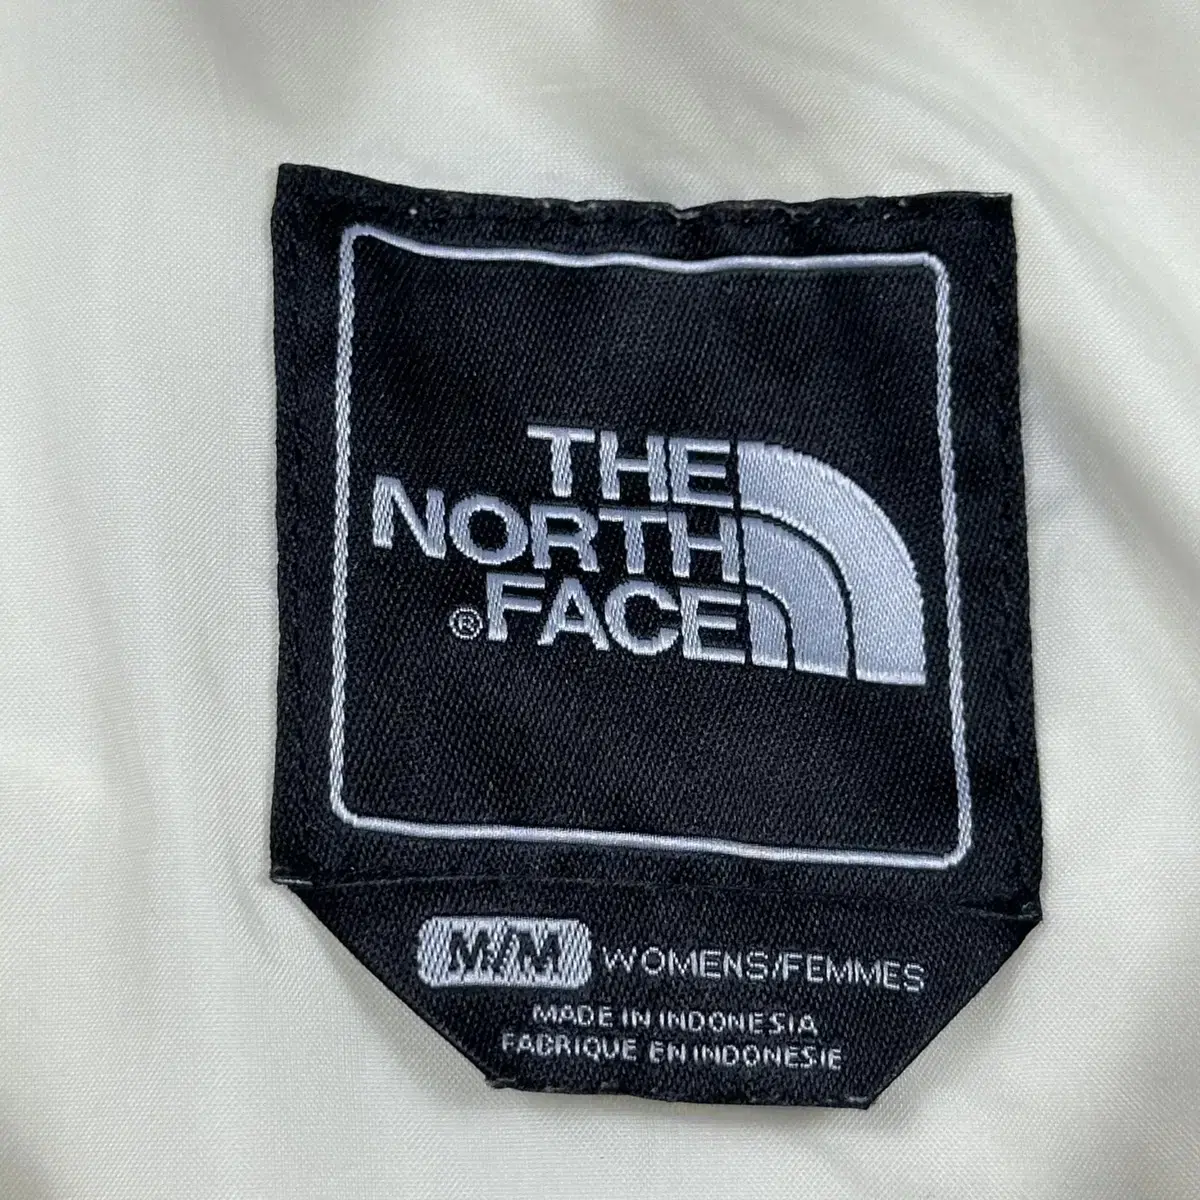 THE
NORTH
®FACE
M/M WOMENS/FEMMES
MADE IN INDONESIA
FABRIQUE EN INDONESIE